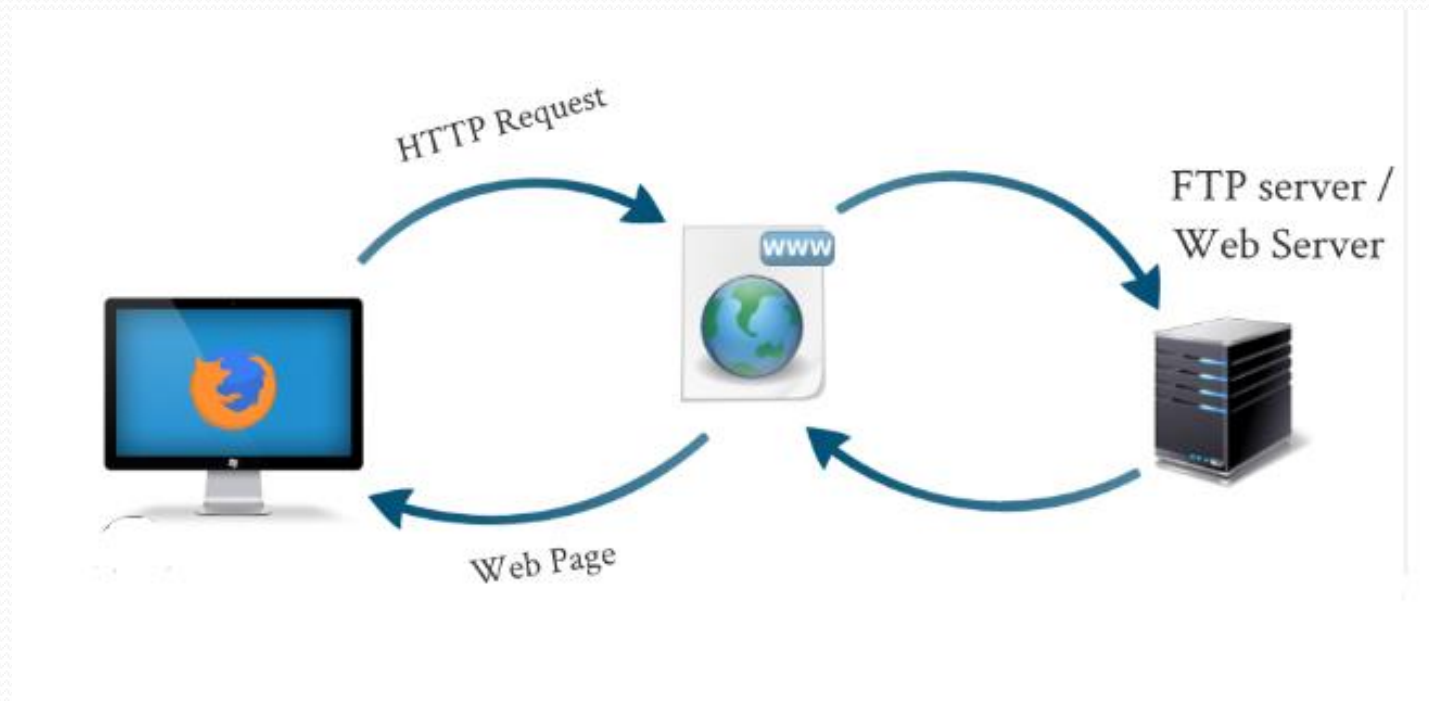 HTTP Request
www
FTP server /
Web Server
Web Page